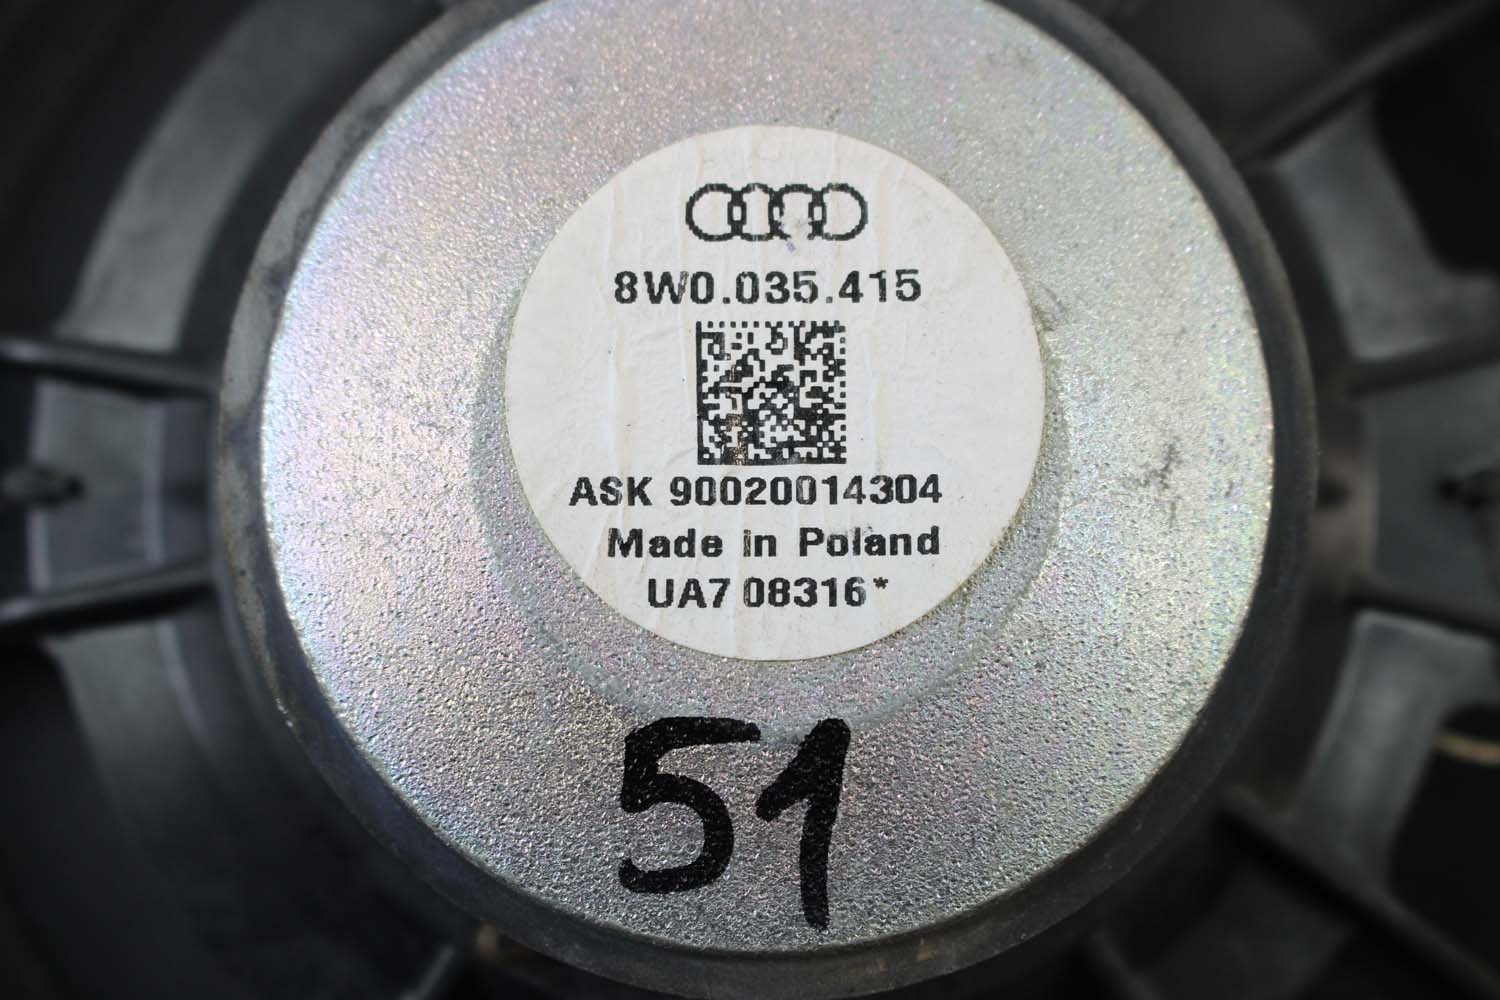 8W0.035.415
ASK 90020014304
Made in Poland
UA7 08316*
51